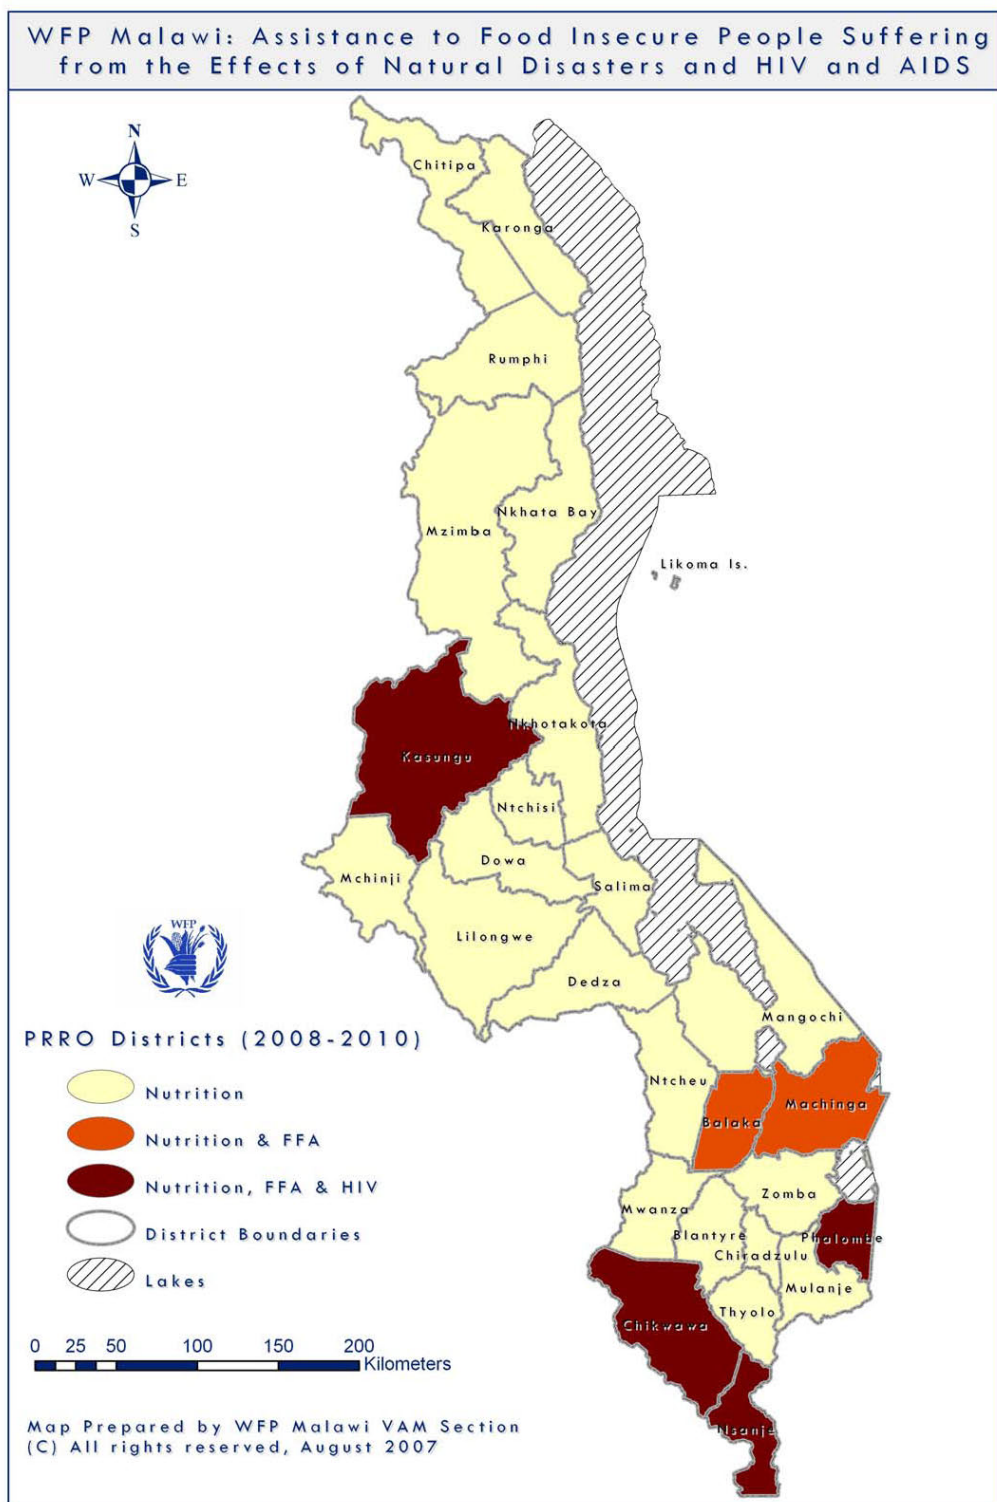 WFP Malawi: Assistance to Food Insecure People Suffering
from the Effects of Natural Disasters and HIV and AIDS
N
W
E
S
Chitipa
Karonga
Rumphi
Nkhata Bay
Mzimba
Likoma Is.
Nkhotakota
Kasungu
Ntchisi
Dowa
Mchinji
Salima
Lilongwe
Dedza
Mangochi
Ntcheu
Machinga
Balaka
Zomba
Mwanza
Blantyre
Phalombe
Chiradzulu
Mulanje
Thyolo
Chikwawa
Nsanje
WFP
PRRO Districts (2008-2010)
Nutrition
Nutrition & FFA
Nutrition, FFA & HIV
District Boundaries
Lakes
0 25 50 100 150 200
Kilometers
Map Prepared by WFP Malawi VAM Section
(C) All rights reserved, August 2007